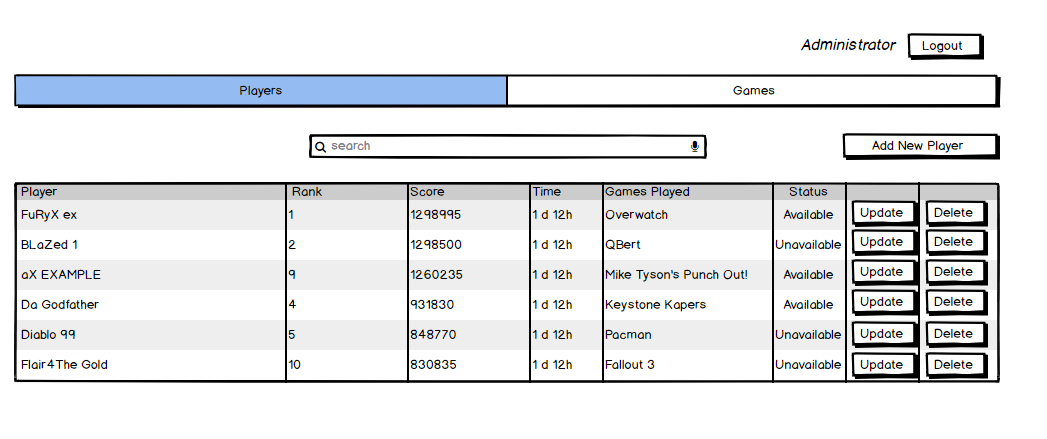 Administrator Logout
Players Games
search Add New Player
Player Rank Score Time Games Played Status
FuRyX ex 1 1298995 1 d 12h Overwatch Available Update Delete
BLaZed 1 2 1298500 1 d 12h QBert Unavailable Update Delete
aX EXAMPLE 9 1260235 1 d 12h Mike Tyson's Punch Out! Available Update Delete
Da Godfather 4 931830 1 d 12h Keystone Kapers Available Update Delete
Diablo 99 5 848770 1 d 12h Pacman Unavailable Update Delete
Flair4The Gold 10 830835 1 d 12h Fallout 3 Unavailable Update Delete